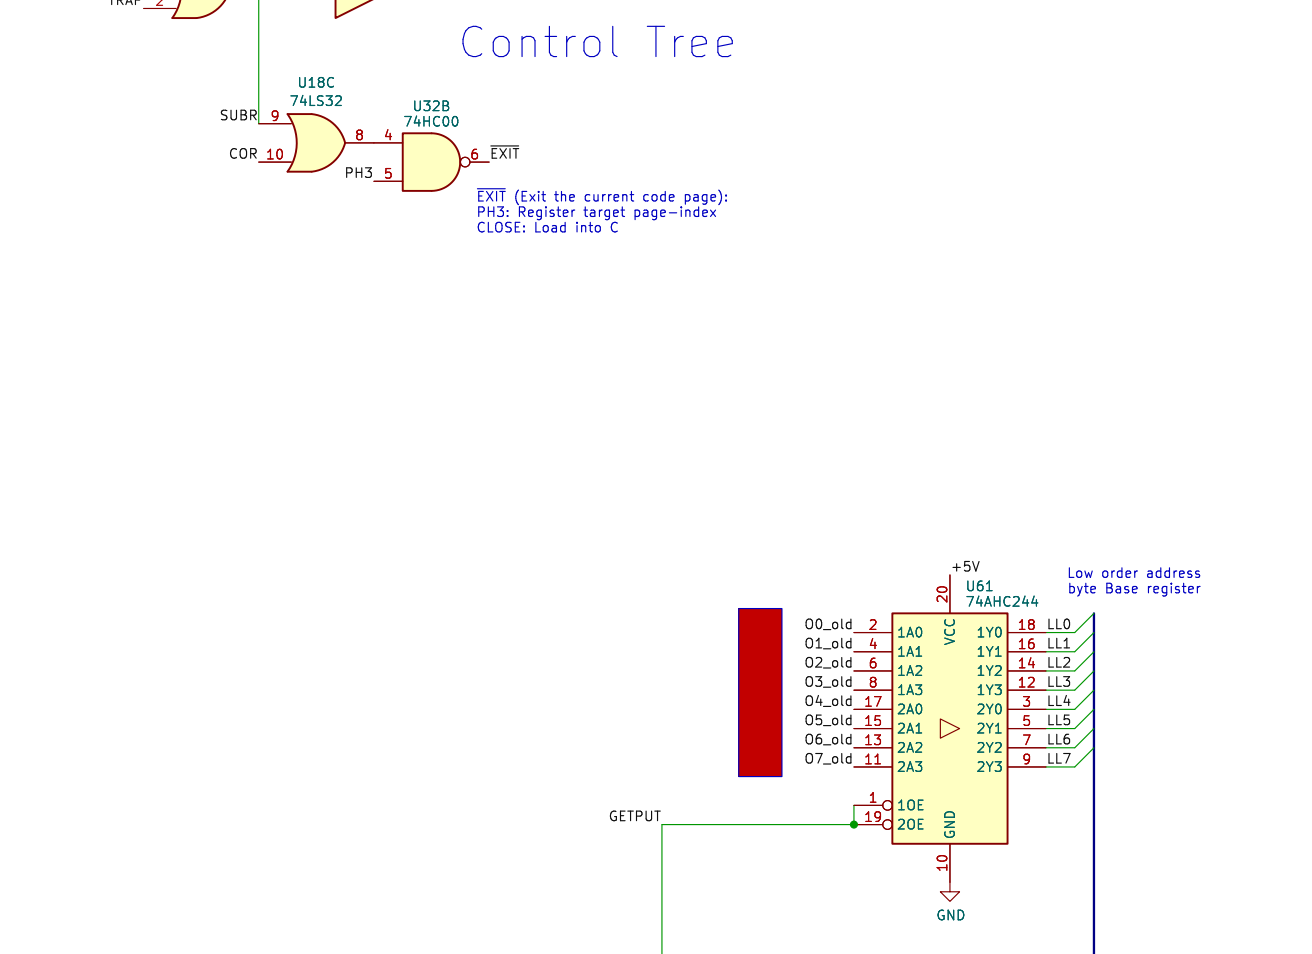 TRAP 2
Control Tree
U18C
74LS32
U32B
74HC00
SUBR 9
8 4
COR 10
6 EXIT
PH3 5
EXIT (Exit the current code page):
PH3: Register target page-index
CLOSE: Load into C
+5V
Low order address
byte Base register
20
U61
74AHC244
VCC
O0_old 2 1A0 1Y0 18 LL0
O1_old 4 1A1 1Y1 16 LL1
O2_old 6 1A2 1Y2 14 LL2
O3_old 8 1A3 1Y3 12 LL3
O4_old 17 2A0 2Y0 3 LL4
O5_old 15 2A1 2Y1 5 LL5
O6_old 13 2A2 2Y2 7 LL6
O7_old 11 2A3 2Y3 9 LL7
1 1OE
GETPUT 19 2OE
GND
10
GND